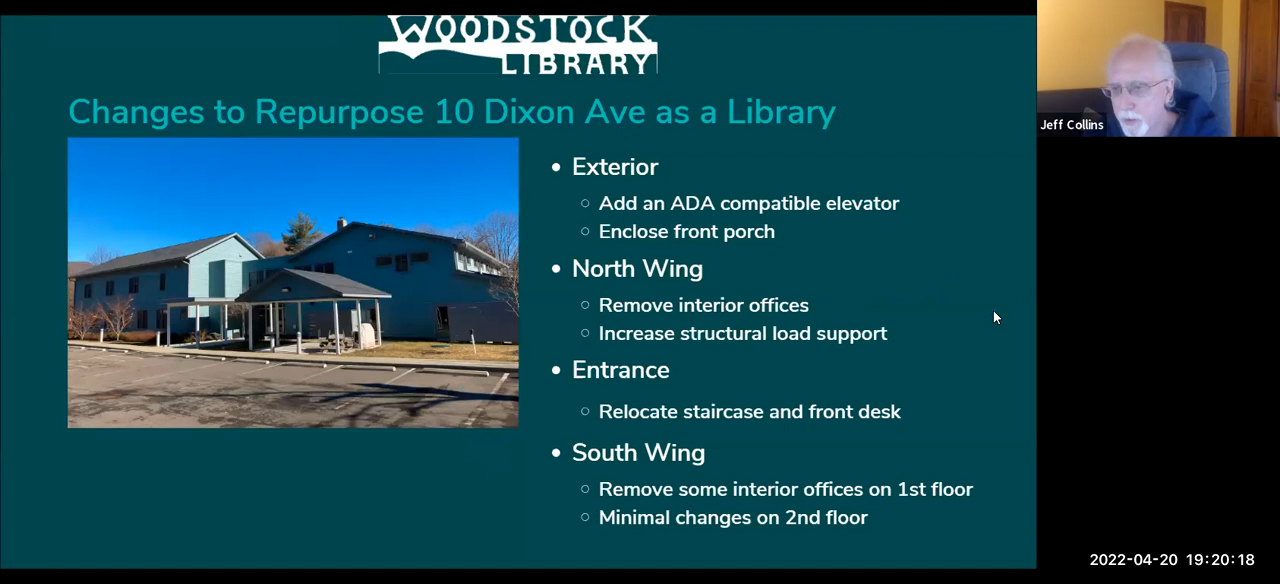 WOODSTOCK
LIBRARY
Changes to Repurpose 10 Dixon Ave as a Library
Jeff Collins
• Exterior
○ Add an ADA compatible elevator
○ Enclose front porch
• North Wing
○ Remove interior offices
○ Increase structural load support
• Entrance
○ Relocate staircase and front desk
• South Wing
○ Remove some interior offices on 1st floor
○ Minimal changes on 2nd floor
2022-04-20 19:20:18